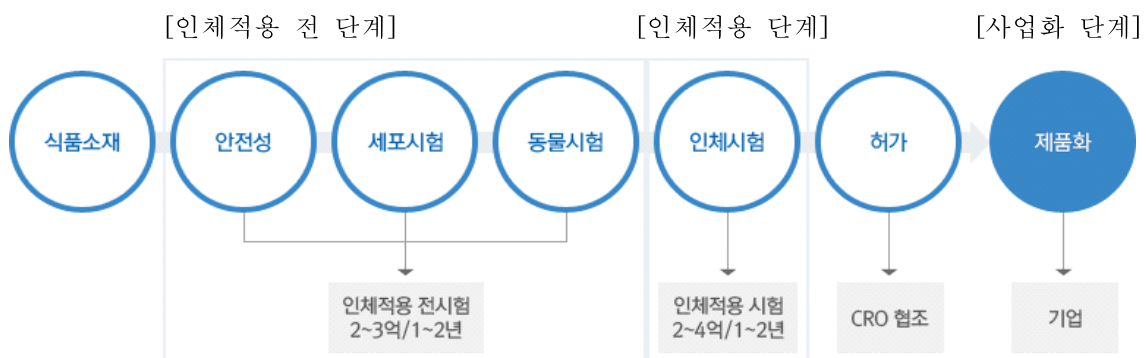 [인체적용 전 단계]
[인체적용 단계]
[사업화 단계]
식품소재
안전성
세포시험
동물시험
인체시험
허가
제품화
인체적용 전시험
2~3억/1~2년
인체적용 시험
2~4억/1~2년
CRO 협조
기업